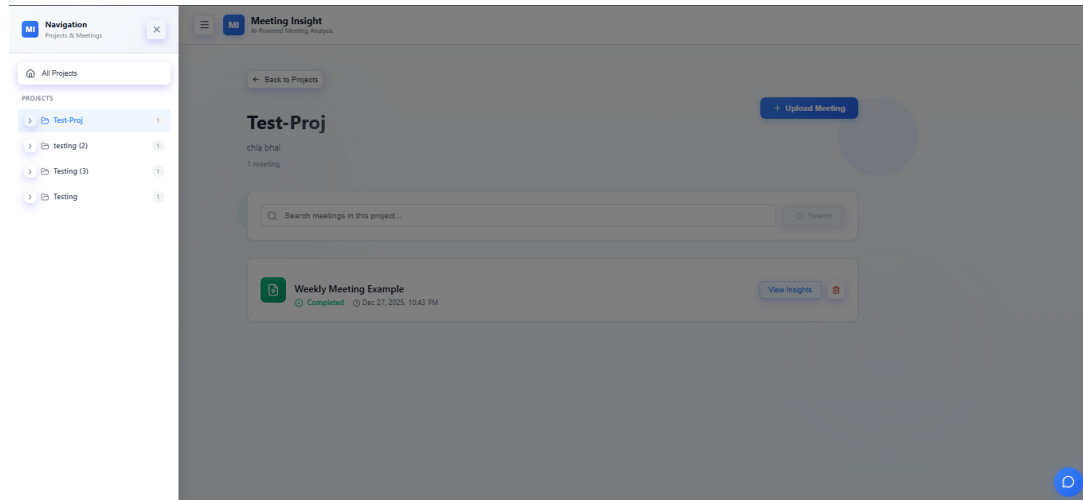 MI
Navigation
Projects & Meetings
All Projects
PROJECTS
Test-Proj 1
testing (2) 1
Testing (3) 1
Testing 1
MI
Meeting Insight
AI-Powered Meeting Analysis
Back to Projects
Upload Meeting
Test-Proj
chla bhai
1 meeting
Search meetings in this project...
Search
Weekly Meeting Example
Completed Dec 27, 2025, 10:43 PM
View Insights